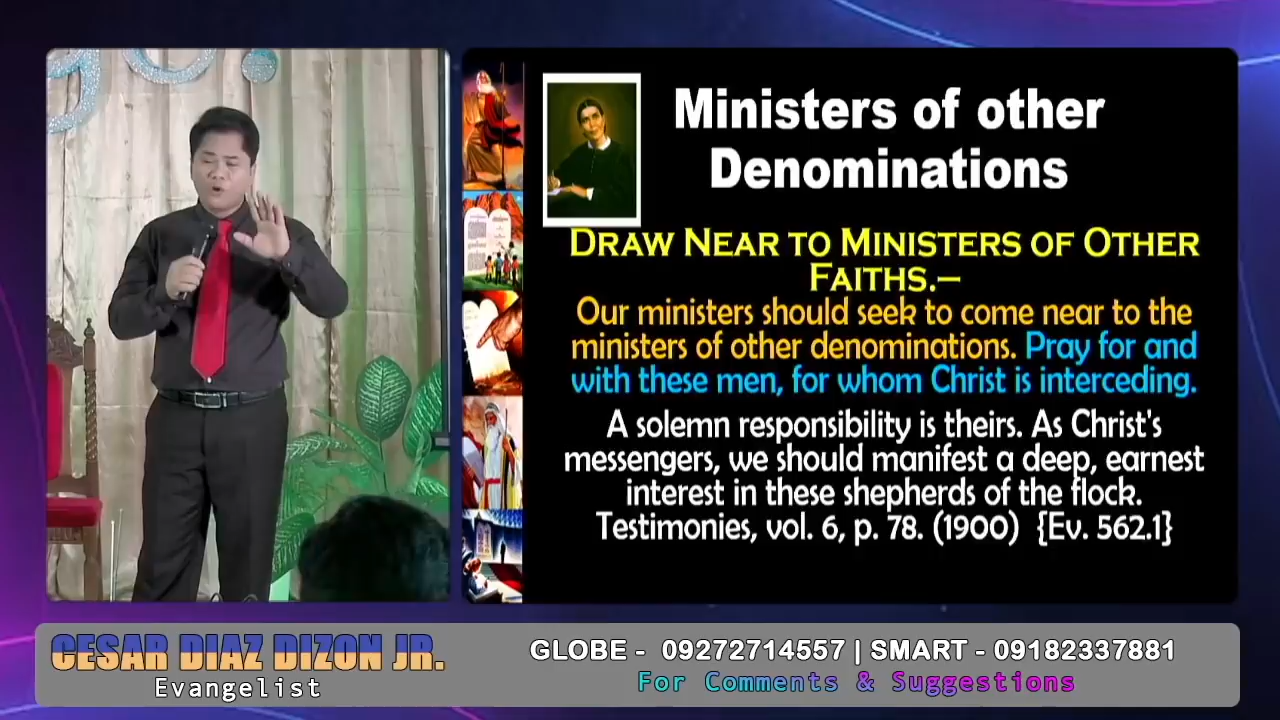 Ministers of other
Denominations
DRAW NEAR TO MINISTERS OF OTHER
FAITHS.—
Our ministers should seek to come near to the
ministers of other denominations. Pray for and
with these men, for whom Christ is interceding.
A solemn responsibility is theirs. As Christ's
messengers, we should manifest a deep, earnest
interest in these shepherds of the flock.
Testimonies, vol. 6, p. 78. (1900) {Ev. 562.1}
CESAR DIAZ DIZON JR.
Evangelist
GLOBE - 09272714557 | SMART - 09182337881
For Comments & Suggestions